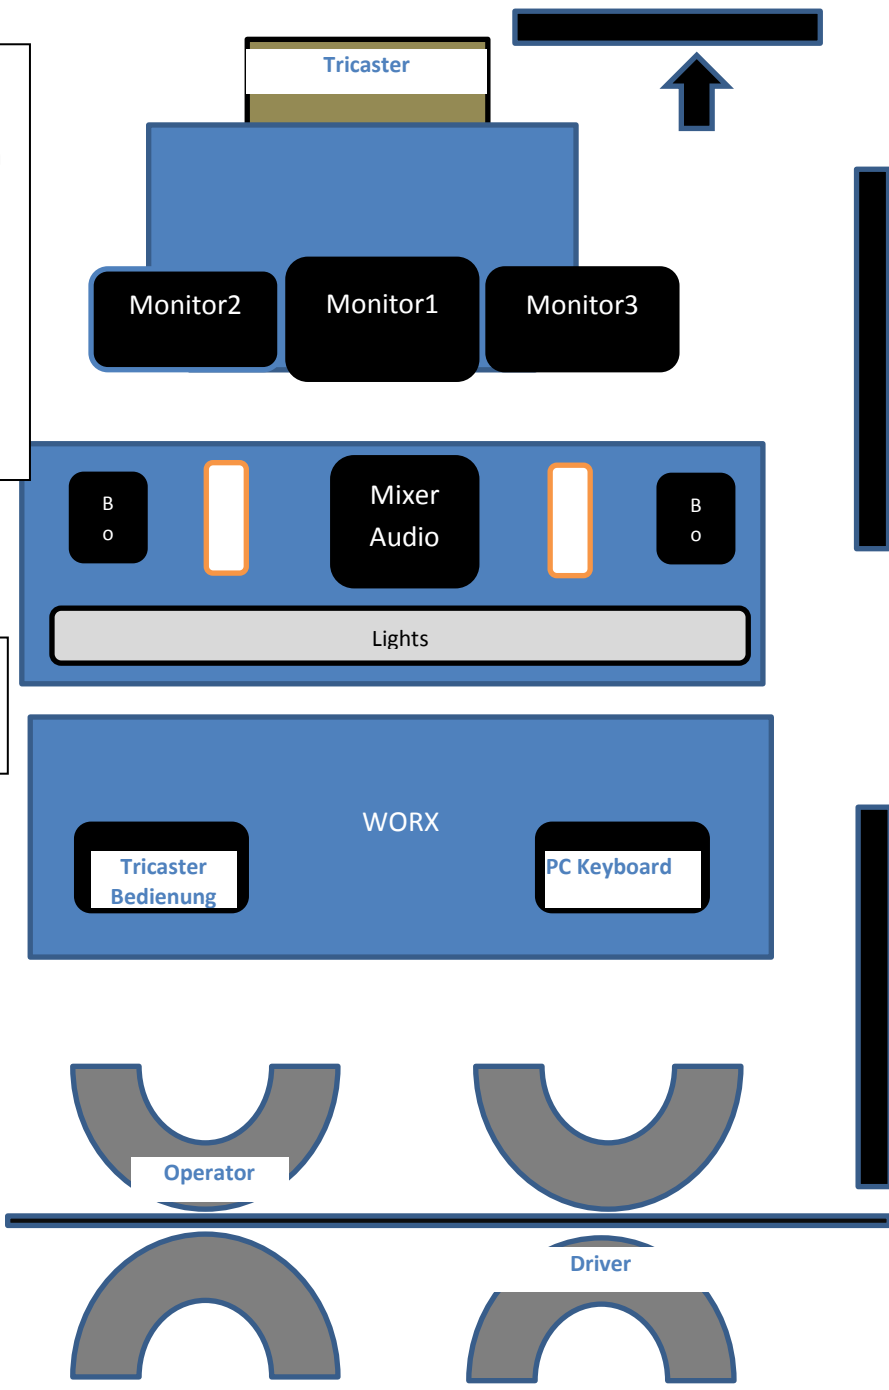 Tricaster
Monitor2
Monitor1
Monitor3
B
o
Mixer
Audio
B
o
Lights
WORX
Tricaster
Bedienung
PC Keyboard
Operator
Driver